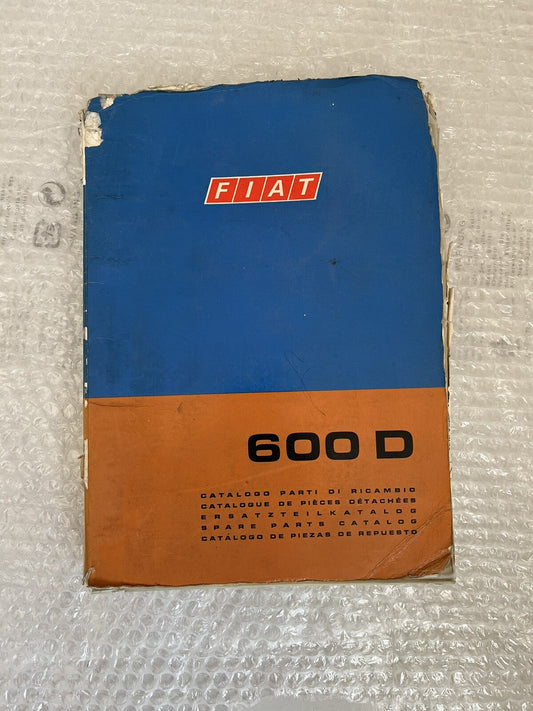 FIAT
600 D
CATALOGO PARTI DI RICAMBIO
CATALOGUE DE PIÈCES DÉTACHÉES
ERSATZTEILKATALOG
SPARE PARTS CATALOG
CATÁLOGO DE PIEZAS DE REPUESTO